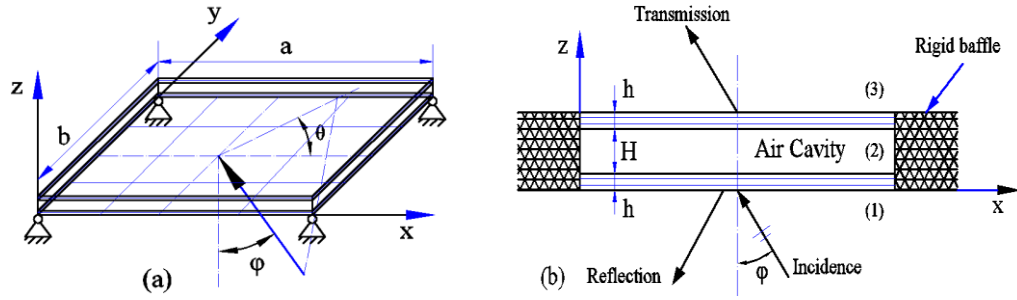 y
a
z
b
θ
x
φ
(a)
Transmission
z
Rigid baffle
h
(3)
H
Air Cavity
(2)
h
(1)
x
φ
Reflection
Incidence
(b)